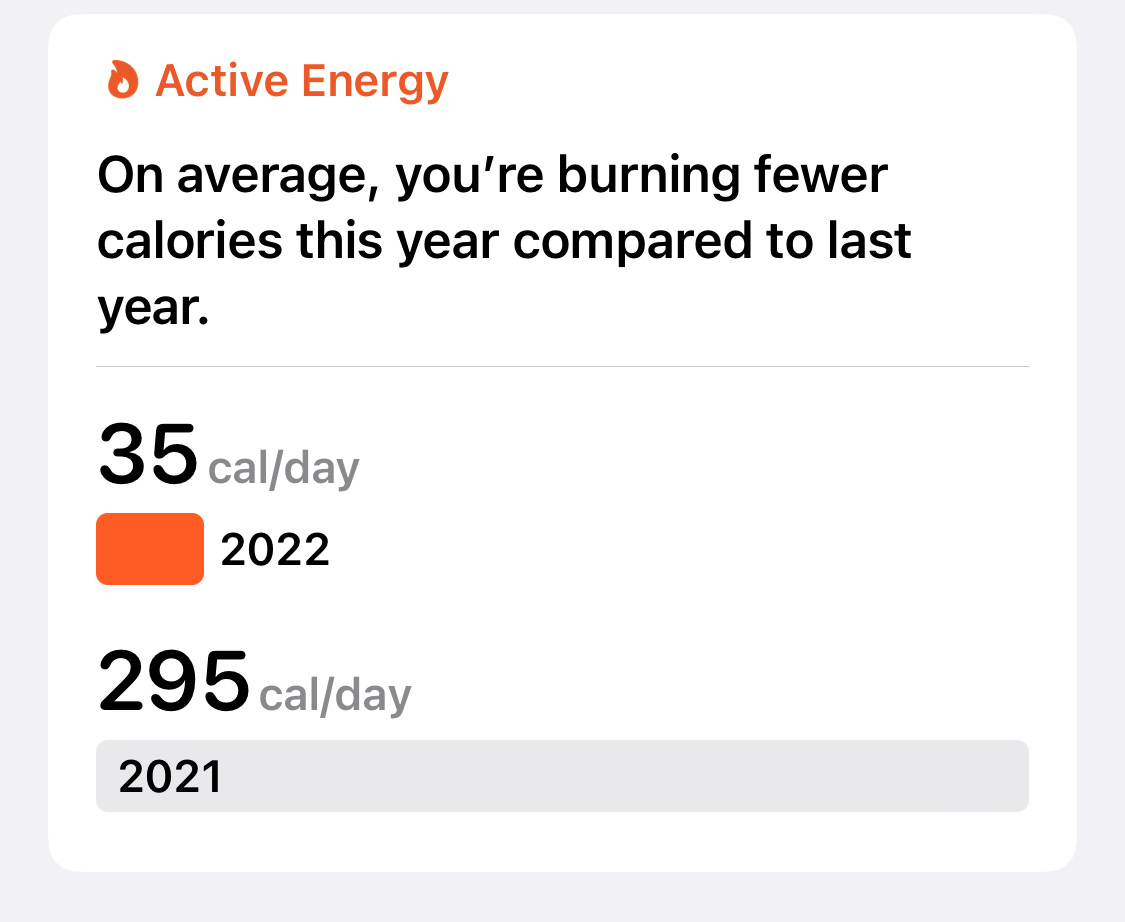 Active Energy
On average, you’re burning fewer
calories this year compared to last
year.
35 cal/day
2022
295 cal/day
2021